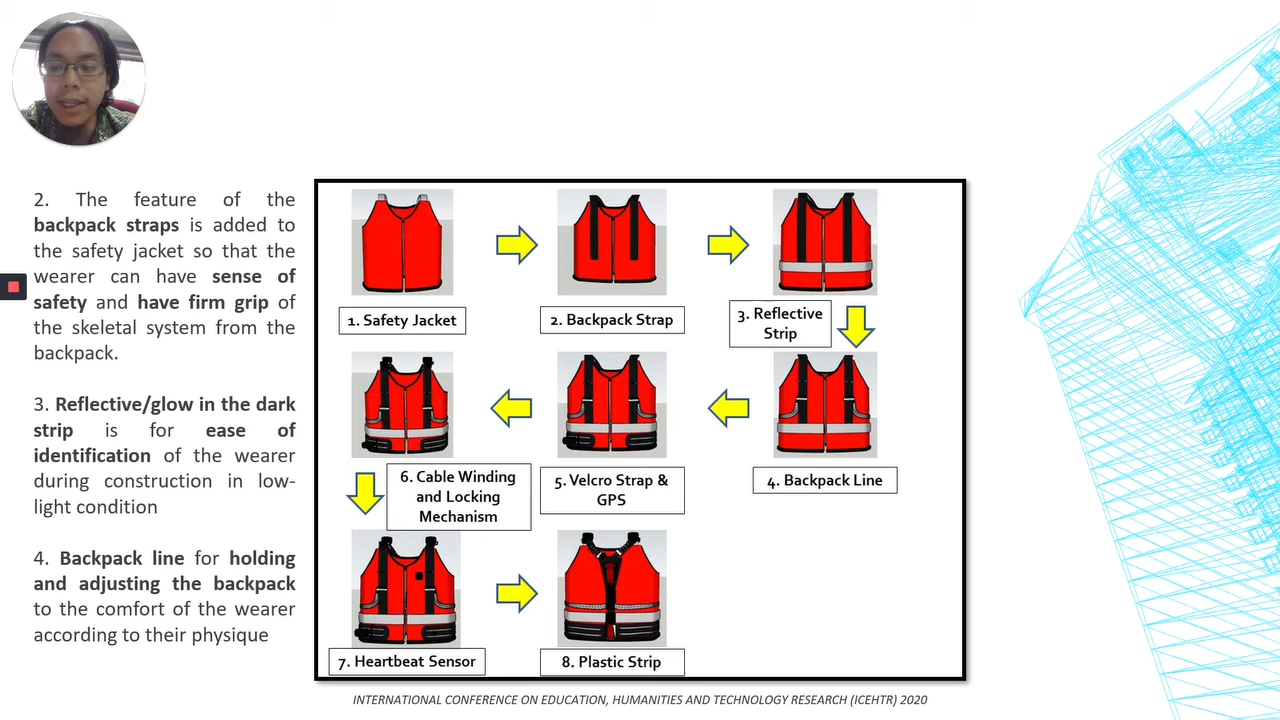 2. The feature of the
backpack straps is added to
the safety jacket so that the
wearer can have sense of
safety and have firm grip of
the skeletal system from the
backpack.
3. Reflective/glow in the dark
strip is for ease of
identification of the wearer
during construction in low-
light condition
4. Backpack line for holding
and adjusting the backpack
to the comfort of the wearer
according to their physique
1. Safety Jacket
2. Backpack Strap
3. Reflective
Strip
4. Backpack Line
5. Velcro Strap &
GPS
6. Cable Winding
and Locking
Mechanism
7. Heartbeat Sensor
8. Plastic Strip
INTERNATIONAL CONFERENCE ON EDUCATION, HUMANITIES AND TECHNOLOGY RESEARCH (ICEHTR) 2020